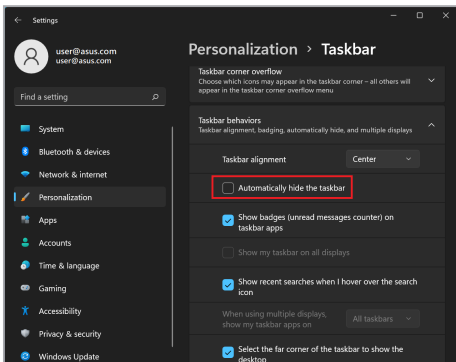 Settings
user@asus.com
user@asus.com
Find a setting
System
Bluetooth & devices
Network & internet
Personalization
Apps
Accounts
Time & language
Gaming
Accessibility
Privacy & security
Windows Update
Personalization > Taskbar
Taskbar corner overflow
Choose which icons may appear in the taskbar corner – all others will
appear in the taskbar corner overflow menu
Taskbar behaviors
Taskbar alignment, badging, automatically hide, and multiple displays
Taskbar alignment
Center
Automatically hide the taskbar
Show badges (unread messages counter) on
taskbar apps
Show my taskbar on all displays
Show recent searches when I hover over the search
icon
When using multiple displays,
show my taskbar apps on
All taskbars
Select the far corner of the taskbar to show the
desktop